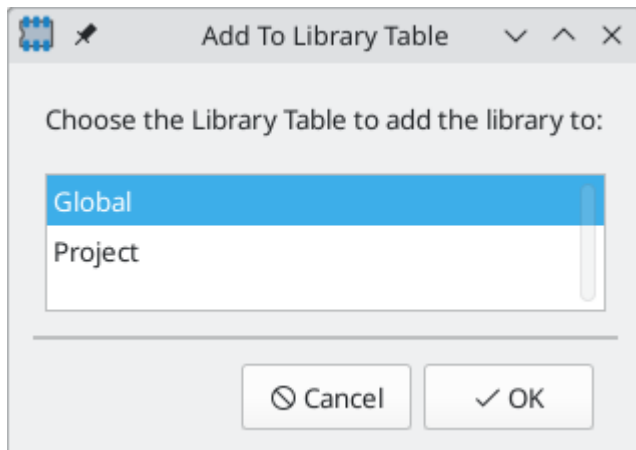 Add To Library Table
Choose the Library Table to add the library to:
Global
Project
Cancel
OK